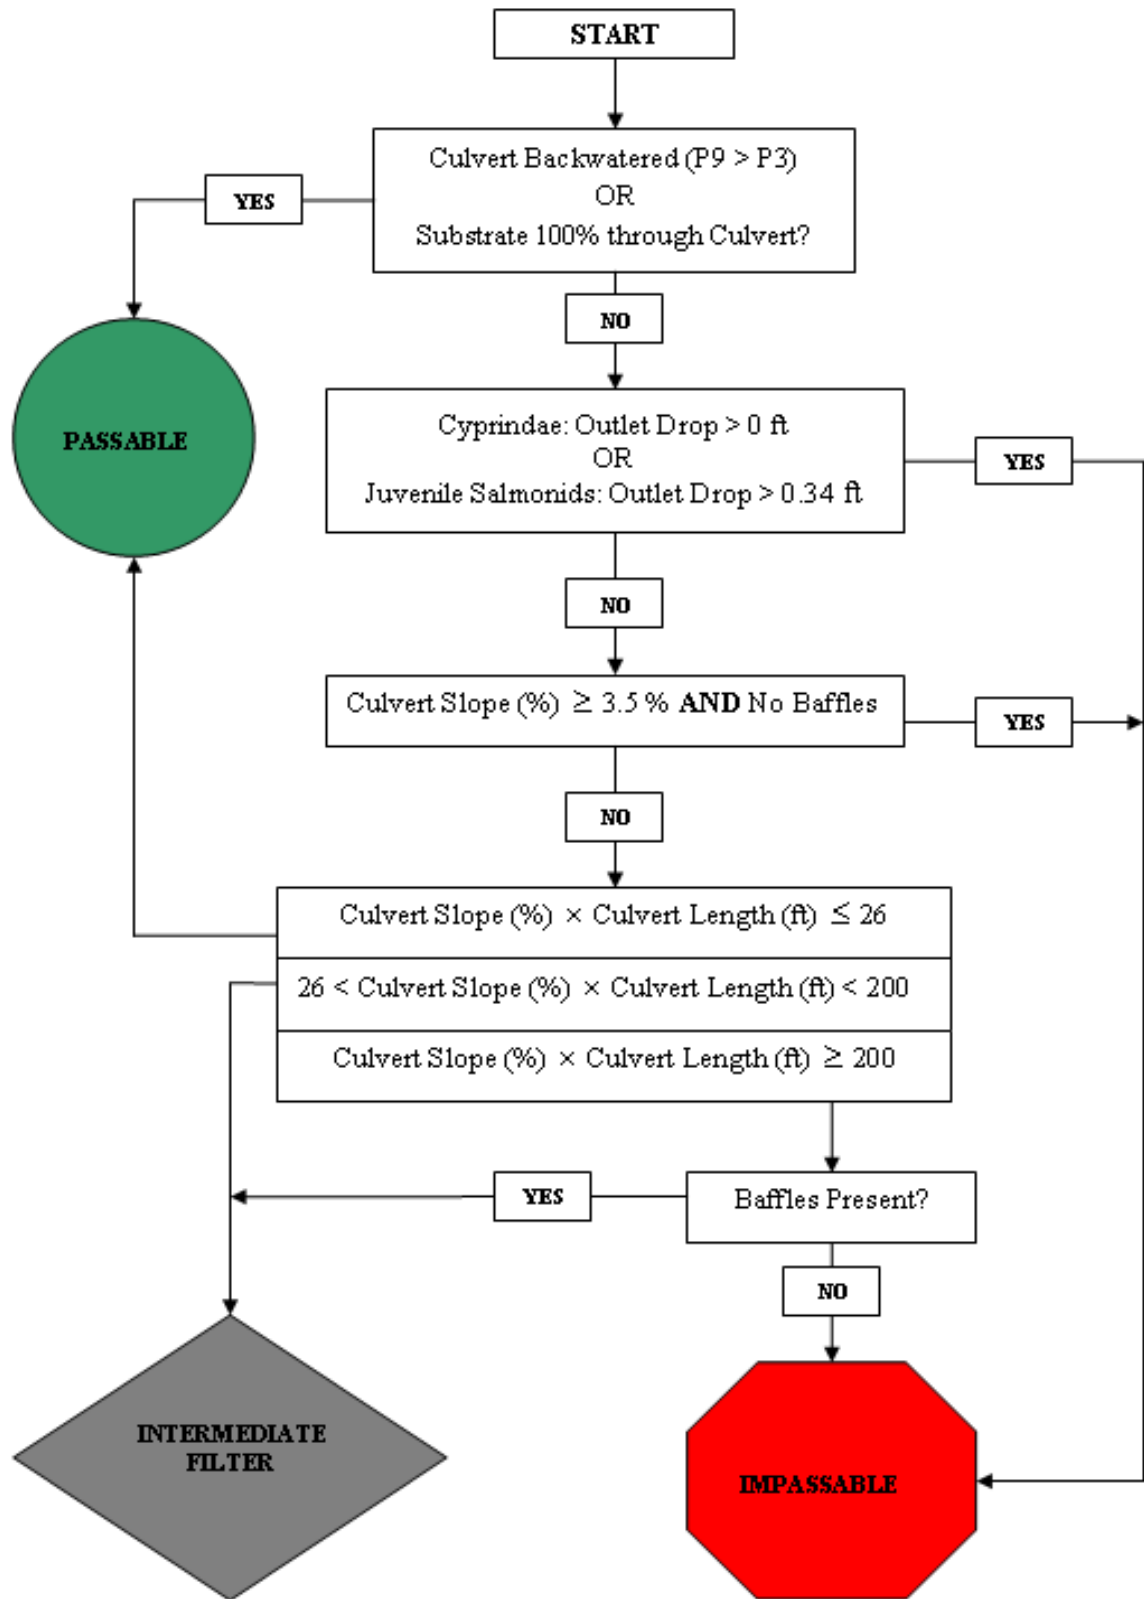 START
Culvert Backwatered (P9 > P3)
OR
Substrate 100% through Culvert?
YES
NO
PASSABLE
Cyprindae: Outlet Drop > 0 ft
OR
Juvenile Salmonids: Outlet Drop > 0.34 ft
YES
NO
Culvert Slope (%) ≥ 3.5 % AND No Baffles
YES
NO
Culvert Slope (%) × Culvert Length (ft) ≤ 26
26 < Culvert Slope (%) × Culvert Length (ft) < 200
Culvert Slope (%) × Culvert Length (ft) ≥ 200
Baffles Present?
YES
NO
INTERMEDIATE
FILTER
IMPASSABLE